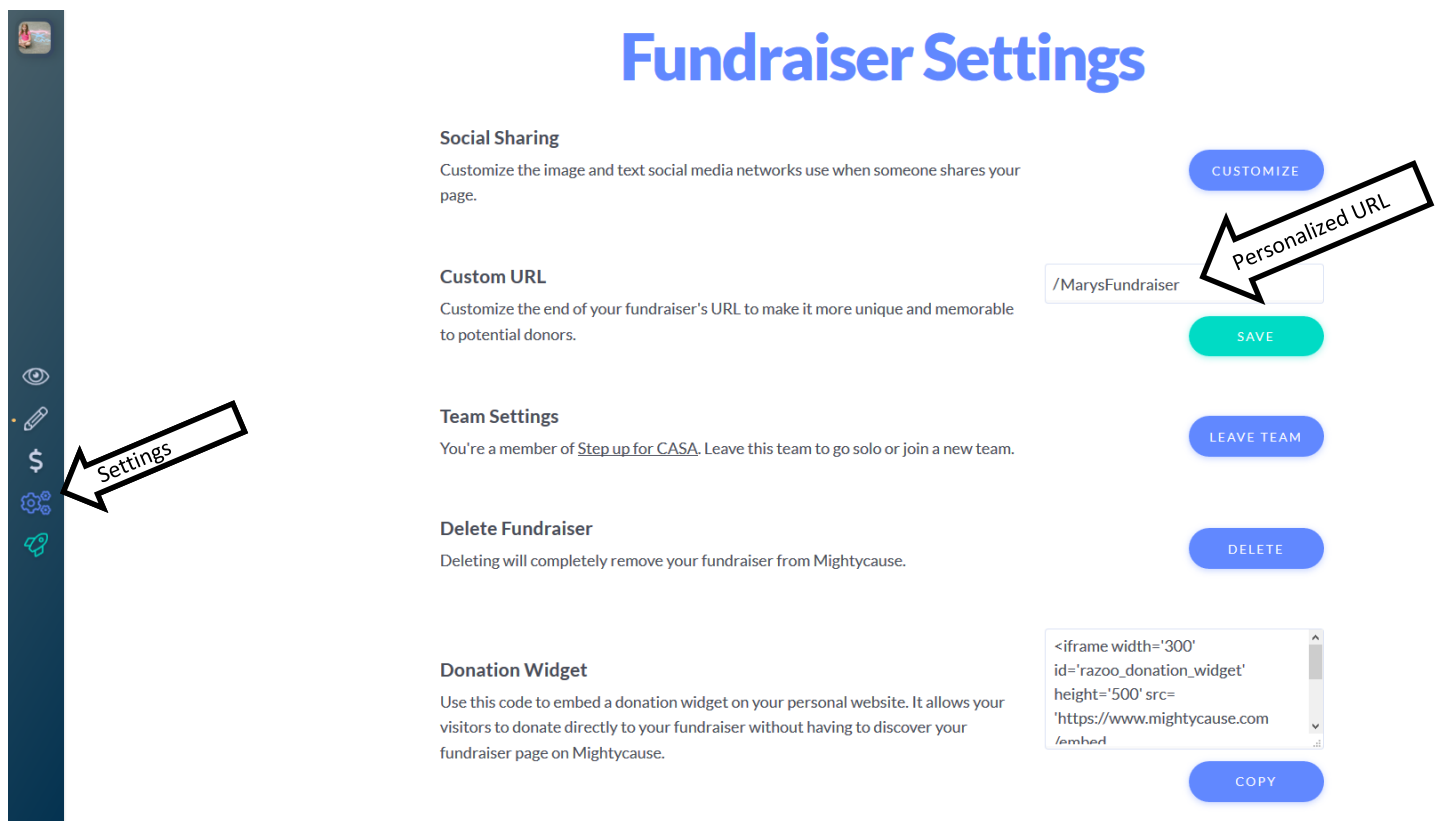 Fundraiser Settings
Social Sharing
Customize the image and text social media networks use when someone shares your
page.
CUSTOMIZE
Personalized URL
Custom URL
Customize the end of your fundraiser's URL to make it more unique and memorable
to potential donors.
/MarysFundraiser
SAVE
Team Settings
You're a member of Step up for CASA. Leave this team to go solo or join a new team.
LEAVE TEAM
Settings
Delete Fundraiser
Deleting will completely remove your fundraiser from Mightycause.
DELETE
Donation Widget
Use this code to embed a donation widget on your personal website. It allows your
visitors to donate directly to your fundraiser without having to discover your
fundraiser page on Mightycause.
<iframe width='300'
id='razoo_donation_widget'
height='500' src=
'https://www.mightycause.com
/embed
COPY